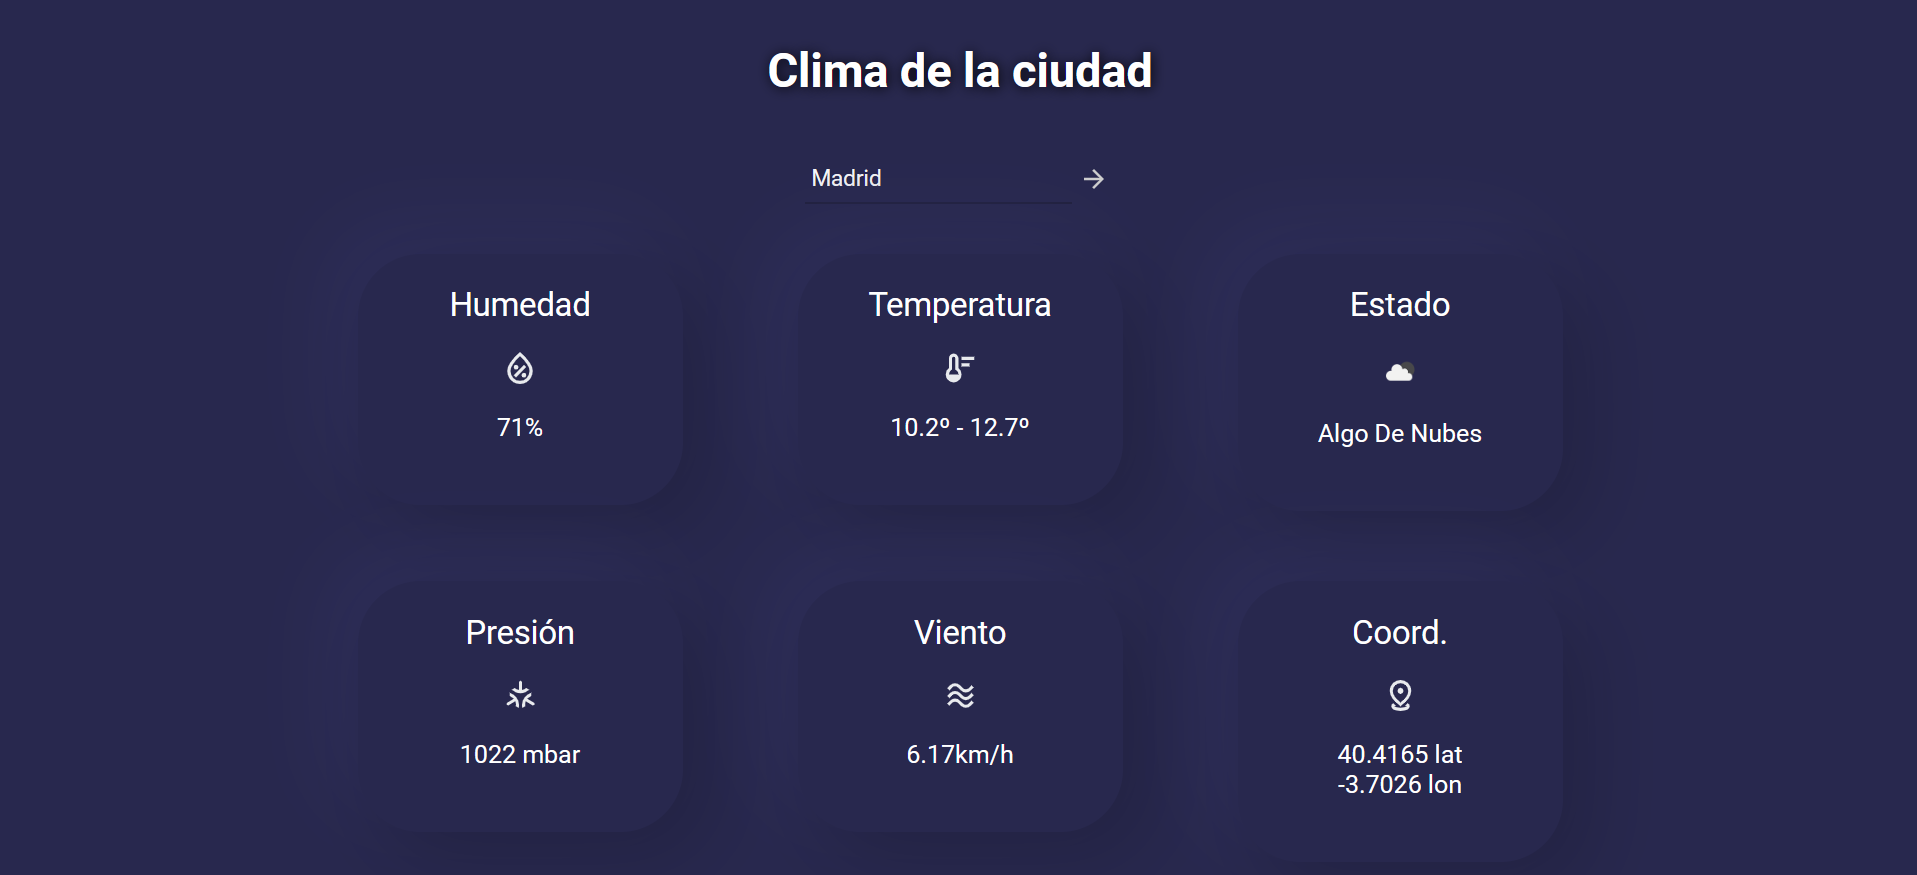 Clima de la ciudad
Madrid
Humedad
71%
Temperatura
10.2º - 12.7º
Estado
Algo De Nubes
Presión
1022 mbar
Viento
6.17km/h
Coord.
40.4165 lat
-3.7026 lon